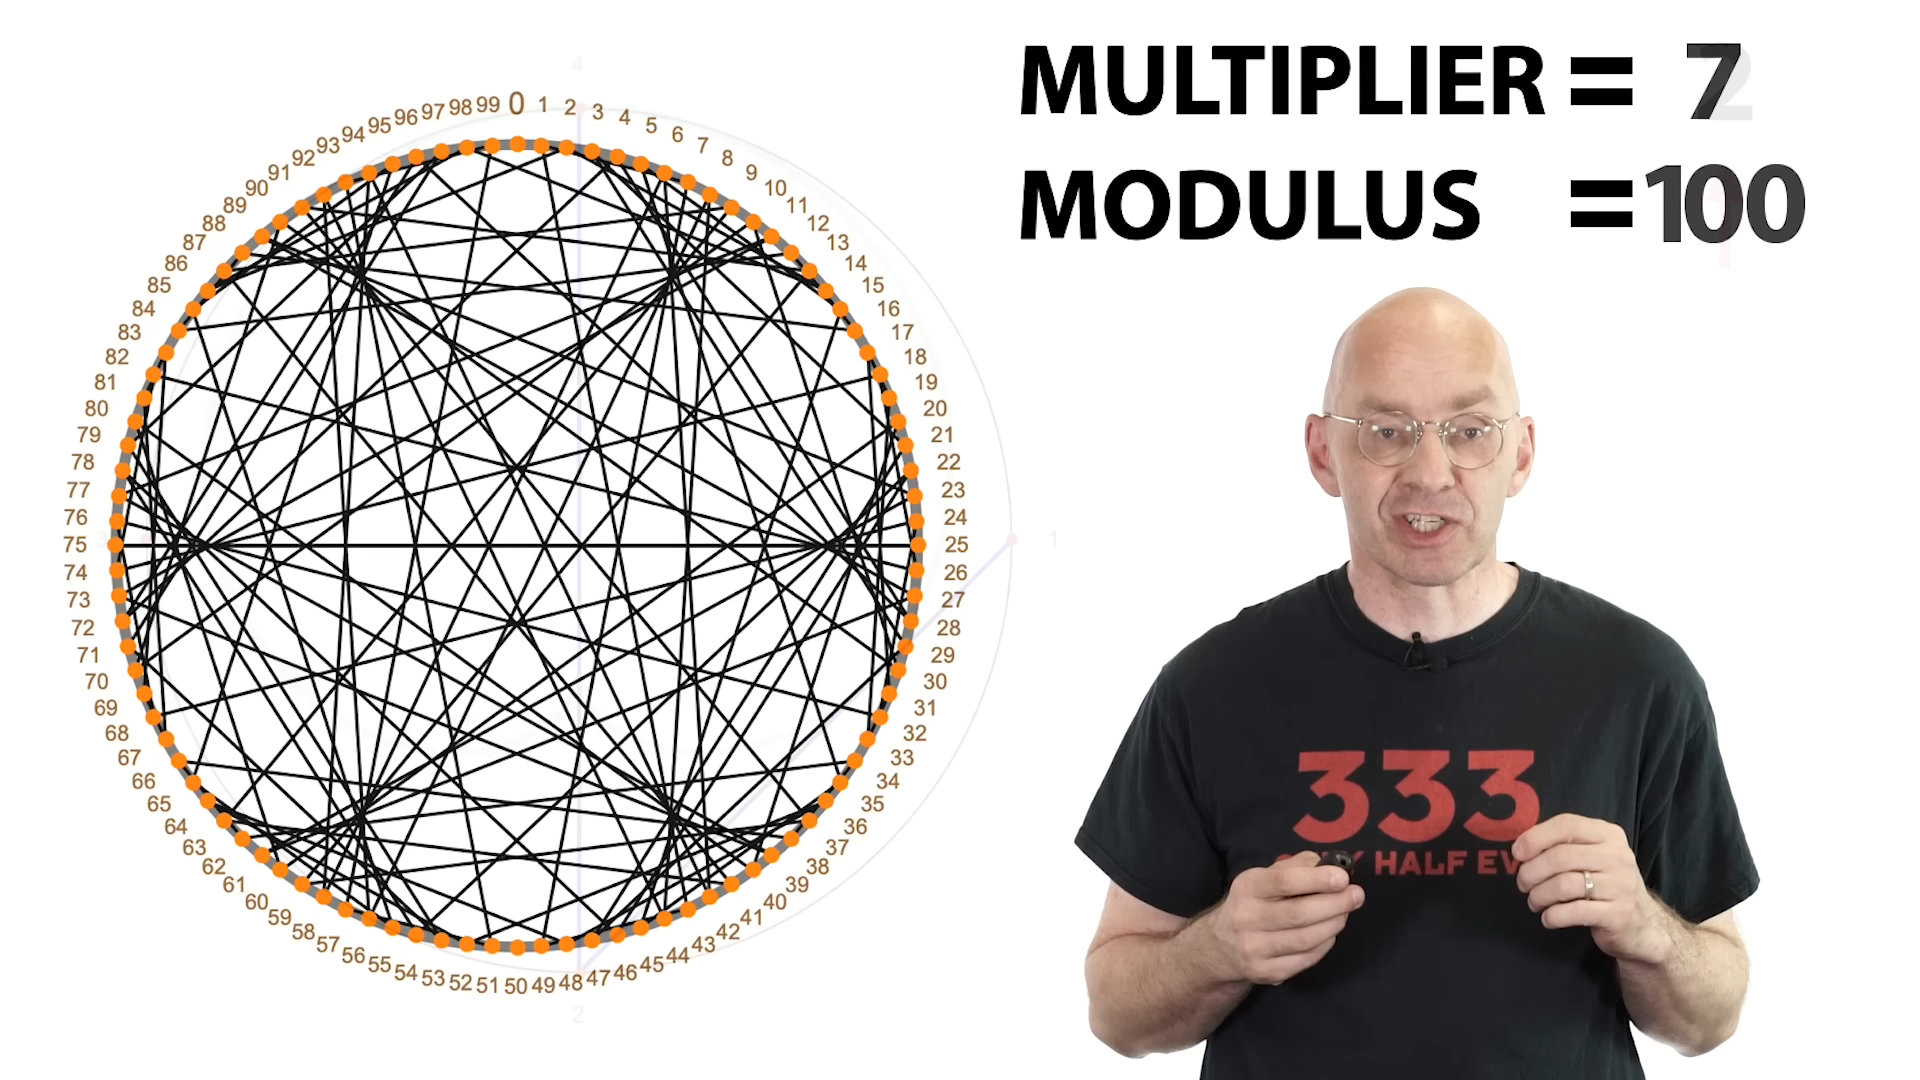 MULTIPLIER = 7
MODULUS =100
0 1 2 3 4 5 6 7 8 9 10 11 12 13 14 15 16 17 18 19 20 21 22 23 24 25 26 27 28 29 30 31 32 33 34 35 36 37 38 39 40 41 42 43 44 45 46 47 48 49 50 51 52 53 54 55 56 57 58 59 60 61 62 63 64 65 66 67 68 69 70 71 72 73 74 75 76 77 78 79 80 81 82 83 84 85 86 87 88 89 90 91 92 93 94 95 96 97 98 99
4
1
2
333
HALF